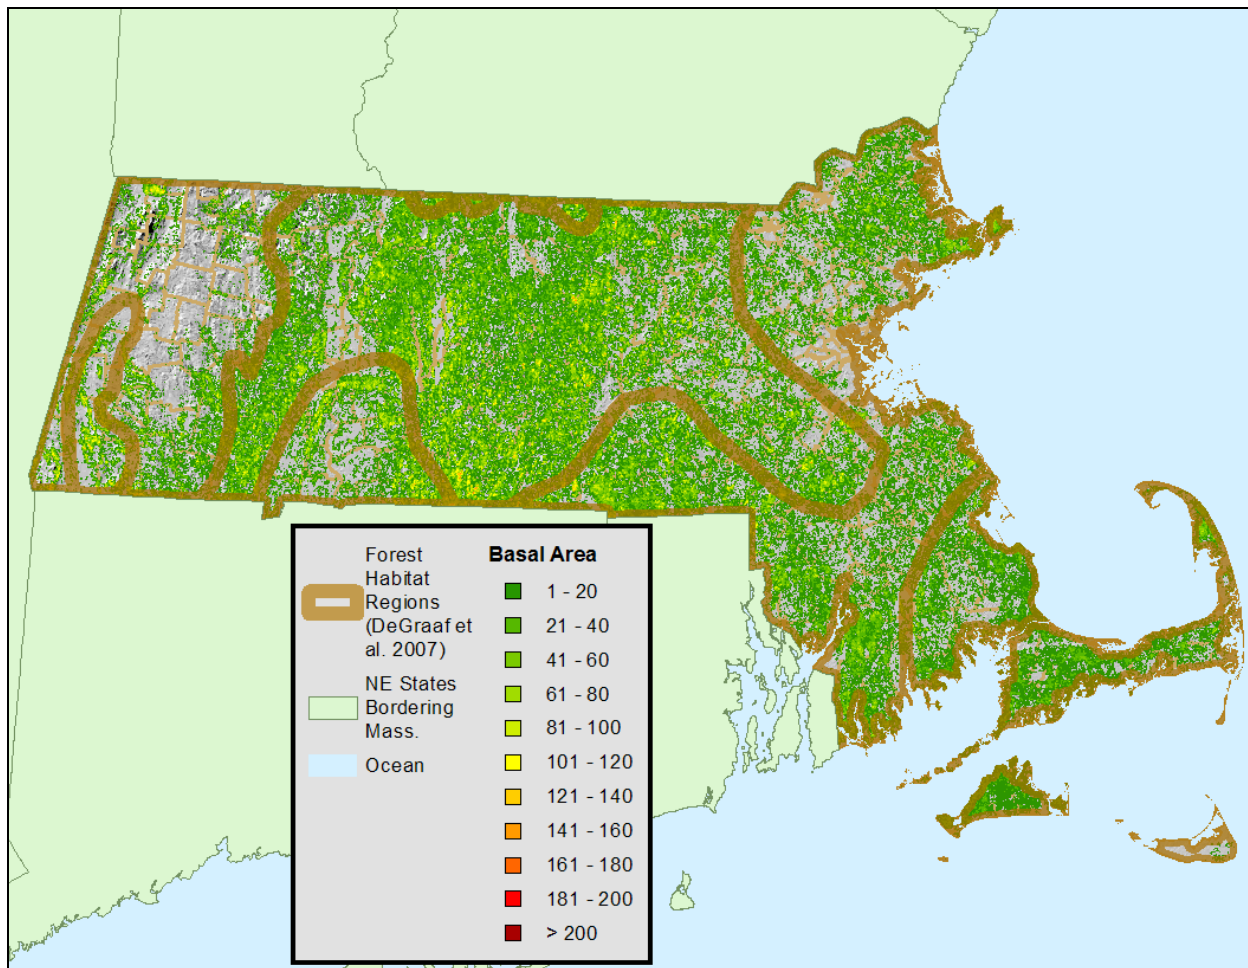 Forest
Habitat
Regions
(DeGraaf et
al. 2007)
NE States
Bordering
Mass.
Ocean
Basal Area
1 - 20
21 - 40
41 - 60
61 - 80
81 - 100
101 - 120
121 - 140
141 - 160
161 - 180
181 - 200
> 200